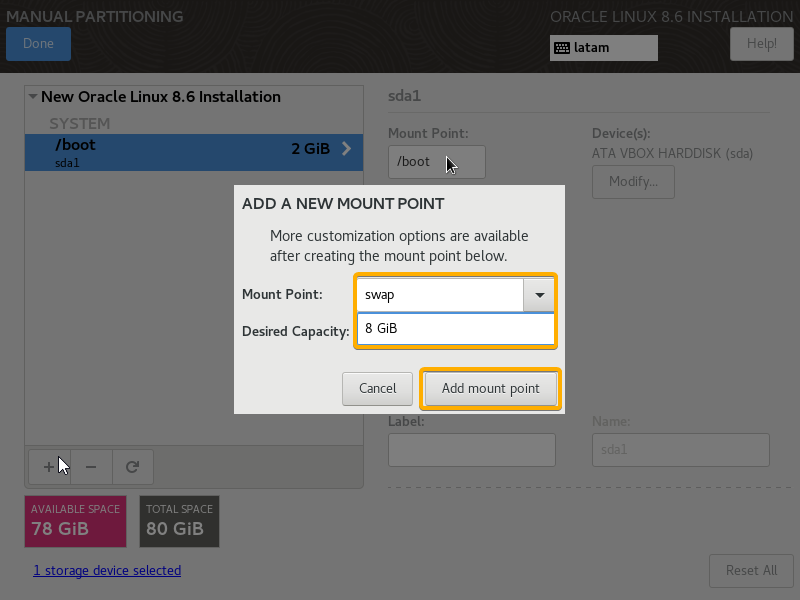 MANUAL PARTITIONING
ORACLE LINUX 8.6 INSTALLATION
Done
latam
Help!
New Oracle Linux 8.6 Installation
SYSTEM
/boot
2 GiB
sda1
sda1
Mount Point:
/boot
Device(s):
ATA VBOX HARDDISK (sda)
Modify...
ADD A NEW MOUNT POINT
More customization options are available
after creating the mount point below.
Mount Point:
swap
Desired Capacity:
8 GiB
Cancel
Add mount point
Label:
Name:
sda1
AVAILABLE SPACE
78 GiB
TOTAL SPACE
80 GiB
1 storage device selected
Reset All